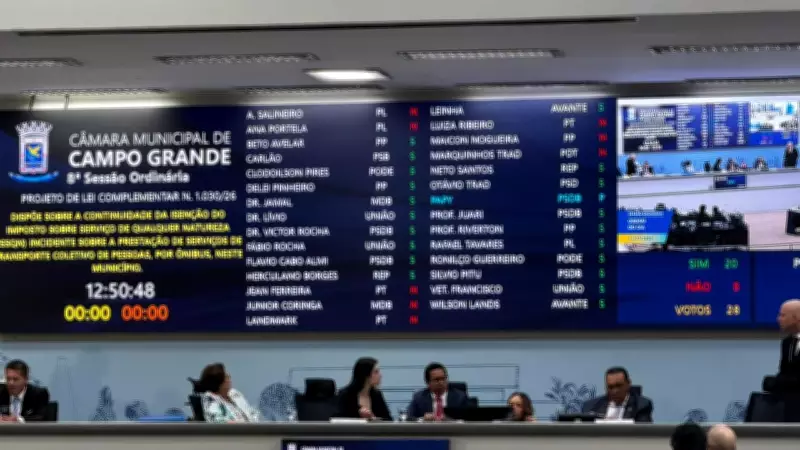 CÂMARA MUNICIPAL DE
CAMPO GRANDE
8ª Sessão Ordinária
PROJETO DE LEI COMPLEMENTAR N. 1.030/26
DISPÕE SOBRE A CONTINUIDADE DA ISENÇÃO DO
IMPOSTO SOBRE SERVIÇO DE QUALQUER NATUREZA
(ISSQN) INCIDENTE SOBRE A PRESTAÇÃO DE SERVIÇOS DE
TRANSPORTE COLETIVO DE PESSOAS, POR ÔNIBUS, NESTE
MUNICÍPIO.
12:50:48
00:00 00:00
A. SALINEIRO PL N
ANA PORTELA PL N
BETO AVELAR PP S
CARLÃO PSB S
CLODOILSON PIRES PODE S
DELEI PINHEIRO PP S
DR. JAMAL MDB S
DR. LÍVIO UNIÃO S
DR. VICTOR ROCHA PSDB S
FÁBIO ROCHA UNIÃO S
FLAVIO CABO ALMI PSDB S
HERCULANO BORGES REP S
JEAN FERREIRA PT N
JUNIOR CORINGA MDB N
LANDMARK PT N
LEINHA AVANTE S
LUIZA RIBEIRO PT N
MAICON NOGUEIRA PP N
MARQUINHOS TRAD PDT N
NETO SANTOS REP S
OTÁVIO TRAD PSD S
PAPY PSDB P
PROF. JUARI PSDB S
PROF. RIVERTON PP S
RAFAEL TAVARES PL S
RONILÇO GUERREIRO PODE S
SILVIO PITU PSDB S
VET. FRANCISCO UNIÃO S
WILSON LANDS AVANTE S
SIM 20
NÃO 8
VOTOS 28